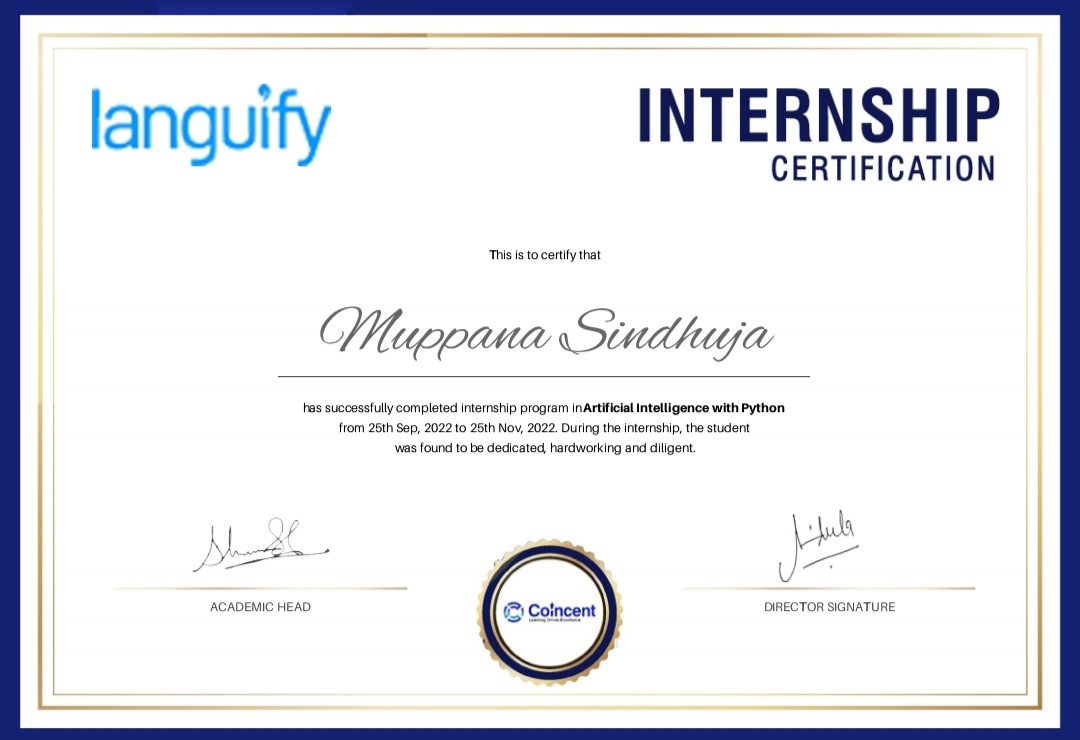 languify
INTERNSHIP
CERTIFICATION
This is to certify that
Muppana Sindhuja
has successfully completed internship program inArtificial Intelligence with Python
from 25th Sep, 2022 to 25th Nov, 2022. During the internship, the student
was found to be dedicated, hardworking and diligent.
ACADEMIC HEAD
DIRECTOR SIGNATURE
Coincent
Learning Drives Excellence